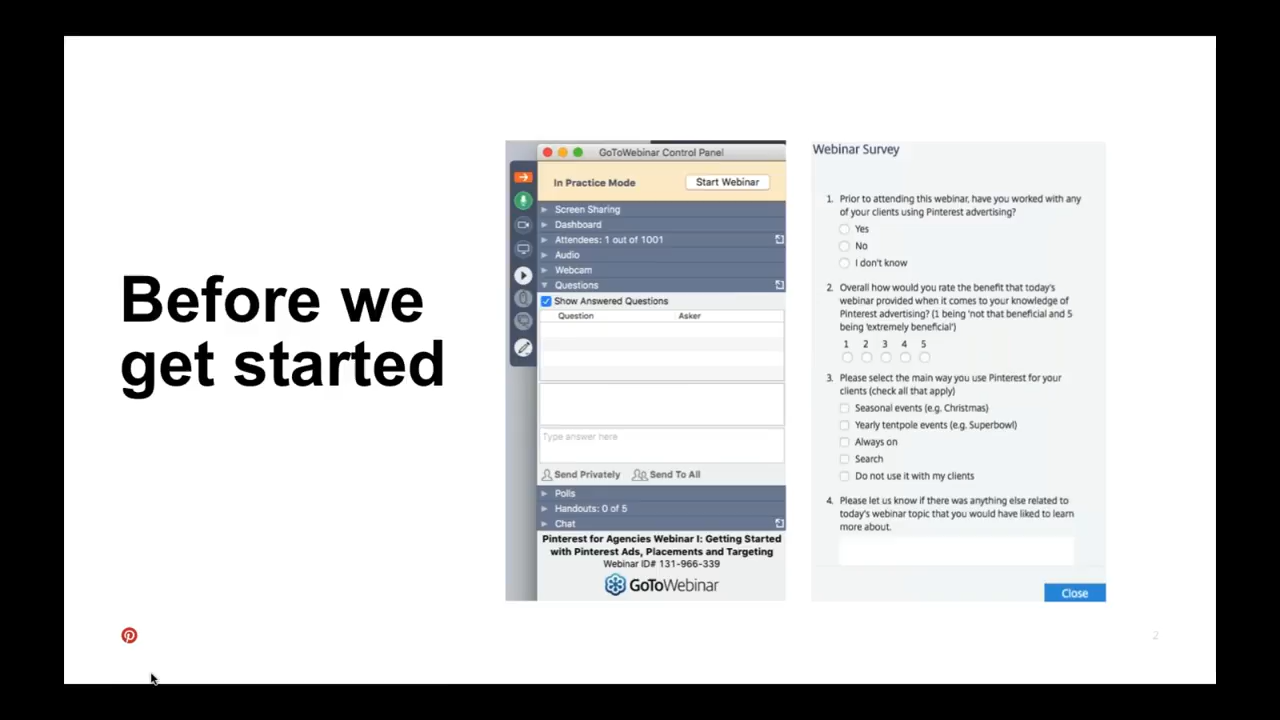 Before we
get started
GoToWebinar Control Panel
In Practice Mode
Start Webinar
Screen Sharing
Dashboard
Attendees: 1 out of 1001
Audio
Webcam
Questions
Show Answered Questions
Question Asker
Type answer here
Send Privately Send To All
Polls
Handouts: 0 of 5
Chat
Pinterest for Agencies Webinar I: Getting Started
with Pinterest Ads, Placements and Targeting
Webinar ID# 131-966-339
GoToWebinar
Webinar Survey
1. Prior to attending this webinar, have you worked with any
of your clients using Pinterest advertising?
Yes
No
I don't know
2. Overall how would you rate the benefit that today's
webinar provided when it comes to your knowledge of
Pinterest advertising? (1 being 'not that beneficial and 5
being 'extremely beneficial')
1 2 3 4 5
3. Please select the main way you use Pinterest for your
clients (check all that apply)
Seasonal events (e.g. Christmas)
Yearly tentpole events (e.g. Superbowl)
Always on
Search
Do not use it with my clients
4. Please let us know if there was anything else related to
today's webinar topic that you would have liked to learn
more about.
Close
2